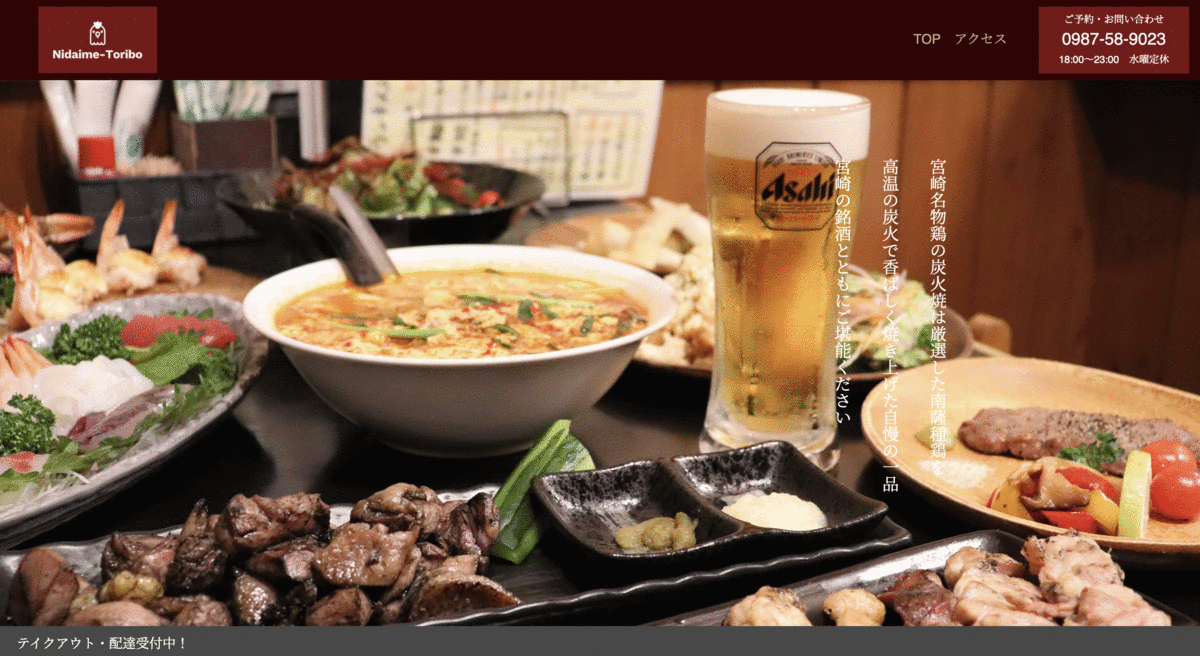 Nidaime-Toribo
TOP アクセス
ご予約・お問い合わせ
0987-58-9023
18:00〜23:00 水曜定休
Asahi
宮崎名物鶏の炭火焼は厳選した南薩種鶏を
高温の炭火で香ばしく焼き上げた自慢の一品
宮崎の銘酒とともにご堪能ください
テイクアウト・配達受付中！